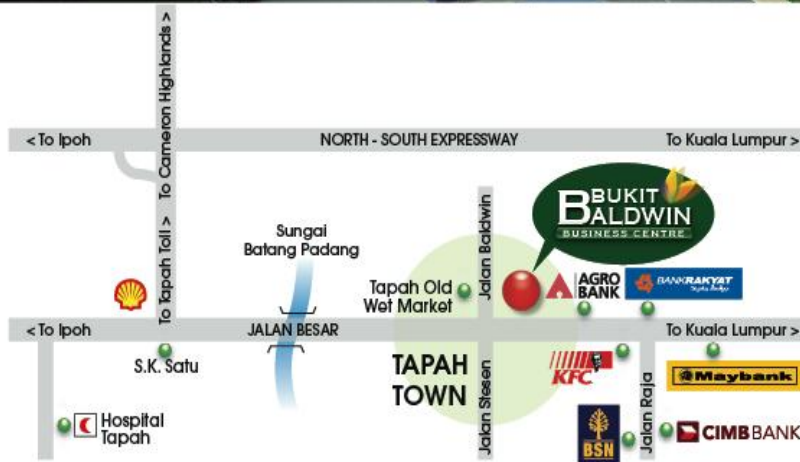 To Cameron Highlands >
< To Ipoh
NORTH - SOUTH EXPRESSWAY
To Kuala Lumpur >
To Tapah Toll >
BUKIT
BALDWIN
BUSINESS CENTRE
Jalan Baldwin
Sungai
Batang Padang
Tapah Old
Wet Market
AGRO
BANK
BANKRAKYAT
< To Ipoh
JALAN BESAR
To Kuala Lumpur >
S.K. Satu
TAPAH
TOWN
Jalan Stesen
KFC
Jalan Raja
Maybank
Hospital
Tapah
BSN
CIMB BANK